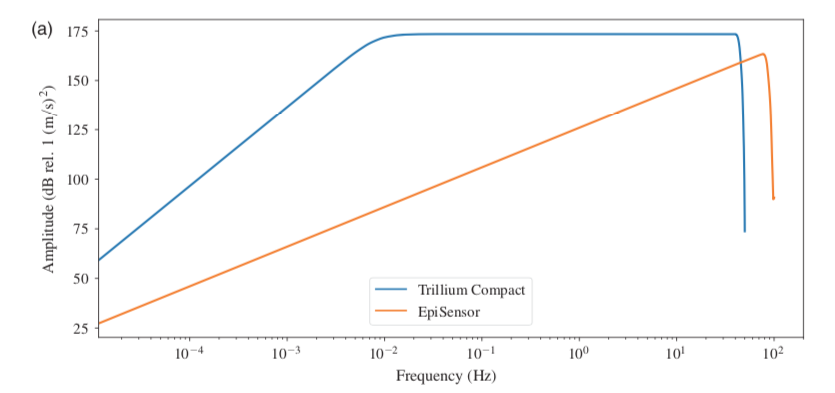 (a)
175
150
125
100
75
50
25
Amplitude (dB rel. 1 (m/s)²)
Trillium Compact
EpiSensor
10⁻⁴ 10⁻³ 10⁻² 10⁻¹ 10⁰ 10¹ 10²
Frequency (Hz)